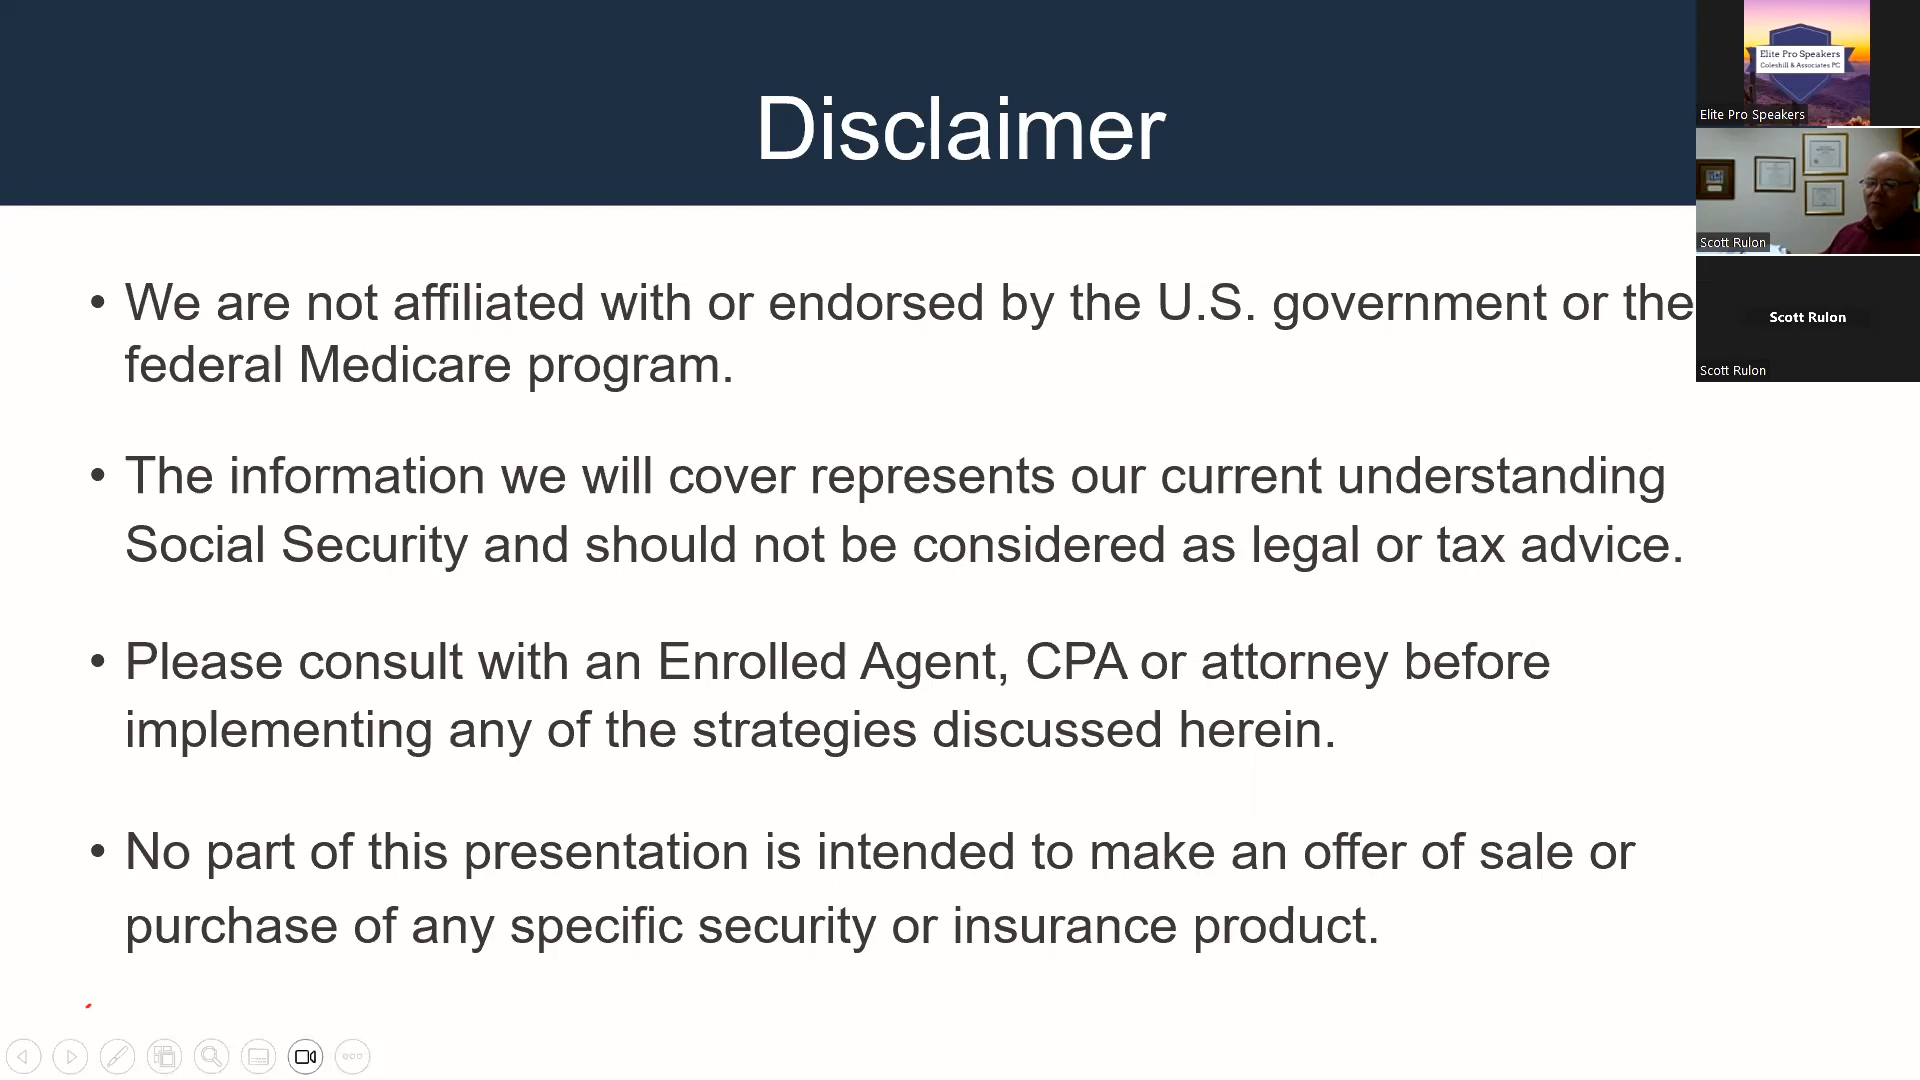 Disclaimer
• We are not affiliated with or endorsed by the U.S. government or the
federal Medicare program.
• The information we will cover represents our current understanding
Social Security and should not be considered as legal or tax advice.
• Please consult with an Enrolled Agent, CPA or attorney before
implementing any of the strategies discussed herein.
• No part of this presentation is intended to make an offer of sale or
purchase of any specific security or insurance product.
Elite Pro Speakers
Coleshill & Associates PC
Elite Pro Speakers
Scott Rulon
Scott Rulon
Scott Rulon